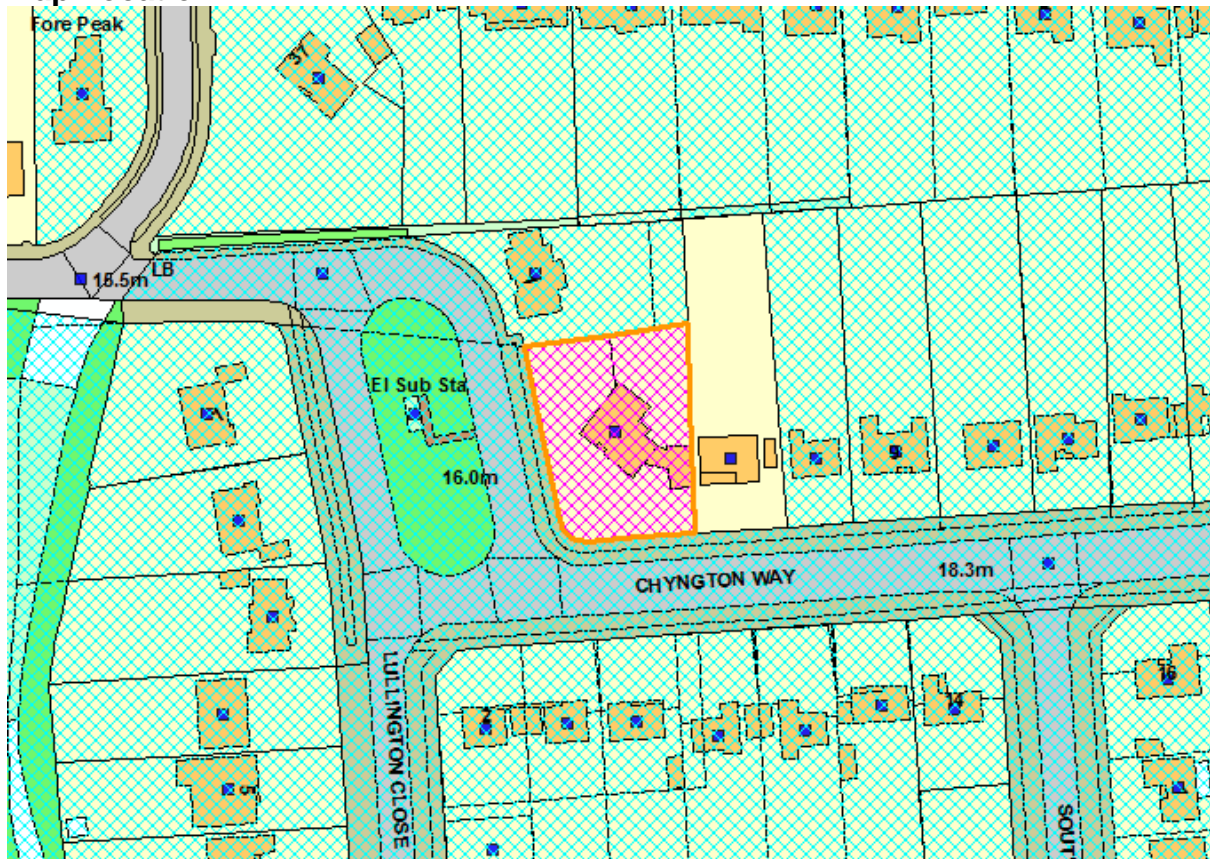 Fore Peak
37
LB
15.5m
El Sub Sta
16.0m
CHYNGTON WAY
18.3m
9
LULLINGTON CLOSE
2
14
16
5
SOUT